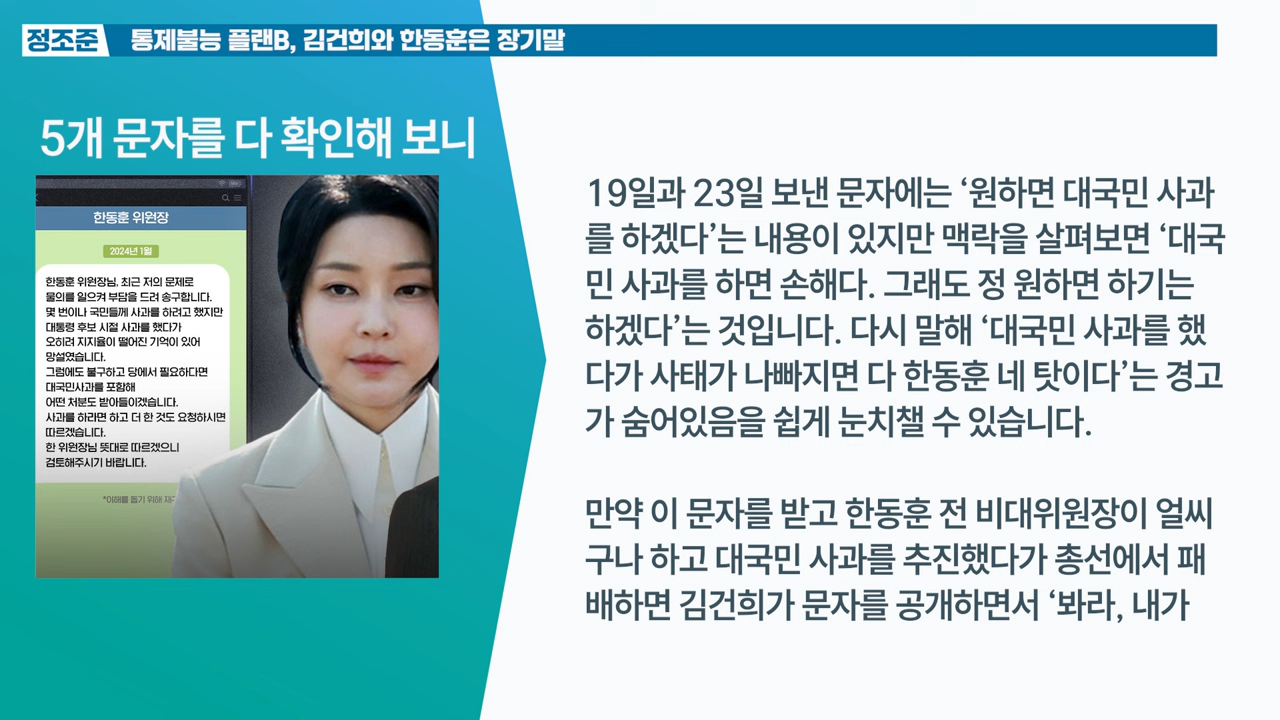 정조준
통제불능 플랜B, 김건희와 한동훈은 장기말
5개 문자를 다 확인해 보니
한동훈 위원장
2024년 1월
한동훈 위원장님. 최근 저의 문제로
물의를 일으켜 부담을 드려 송구합니다.
몇 번이나 국민들께 사과를 하려고 했지만
대통령 후보 시절 사과를 했다가
오히려 지지율이 떨어진 기억이 있어
망설였습니다.
그럼에도 불구하고 당에서 필요하다면
대국민사과를 포함해
어떤 처분도 받아들이겠습니다.
사과를 하라면 하고 더 한 것도 요청하시면
따르겠습니다.
한 위원장님 뜻대로 따르겠으니
검토해주시기 바랍니다.
*이해를 돕기 위해
19일과 23일 보낸 문자에는 ‘원하면 대국민 사과
를 하겠다’는 내용이 있지만 맥락을 살펴보면 ‘대국
민 사과를 하면 손해다. 그래도 정 원하면 하기는
하겠다’는 것입니다. 다시 말해 ‘대국민 사과를 했
다가 사태가 나빠지면 다 한동훈 네 탓이다’는 경고
가 숨어있음을 쉽게 눈치챌 수 있습니다.
만약 이 문자를 받고 한동훈 전 비대위원장이 얼씨
구나 하고 대국민 사과를 추진했다가 총선에서 패
배하면 김건희가 문자를 공개하면서 ‘봐라, 내가